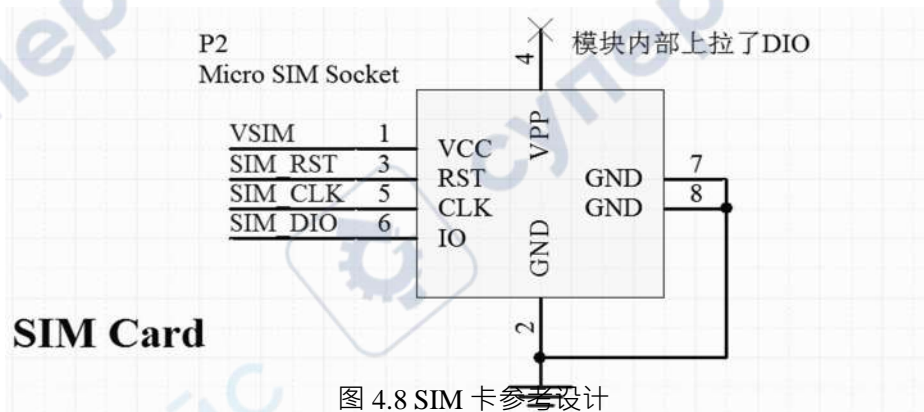 P2
Micro SIM Socket
模块内部上拉了DIO
4
VPP
VSIM 1 VCC
SIM_RST 3 RST
SIM_CLK 5 CLK
SIM_DIO 6 IO
GND 7
GND 8
GND
2
SIM Card
图 4.8 SIM 卡参考设计
супер
ic